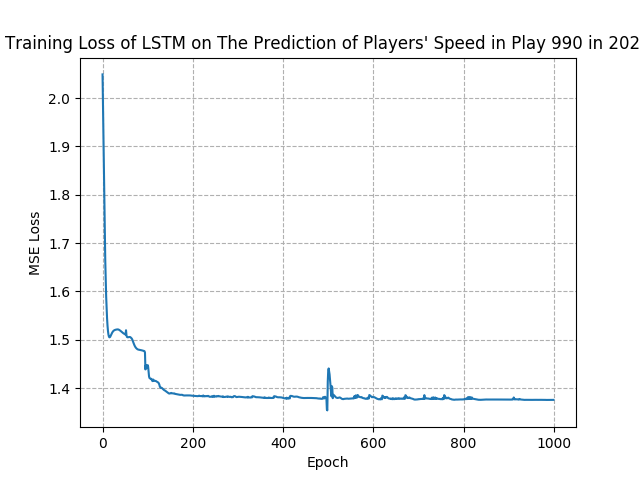 Training Loss of LSTM on The Prediction of Players' Speed in Play 990 in 202
MSE Loss
2.0
1.9
1.8
1.7
1.6
1.5
1.4
0 200 400 600 800 1000
Epoch